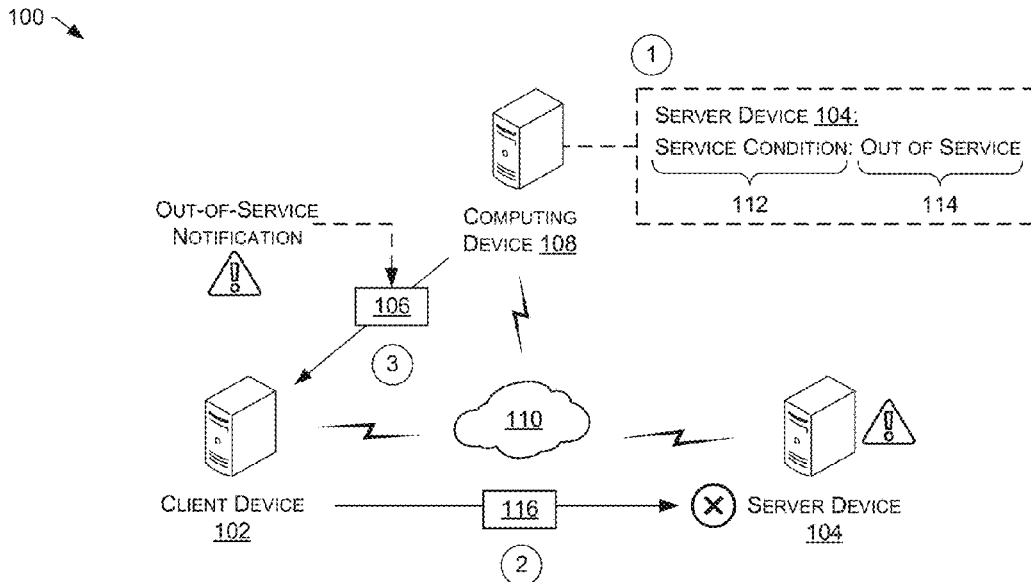 100
1
SERVER DEVICE 104:
SERVICE CONDITION: OUT OF SERVICE
112
114
OUT-OF-SERVICE
NOTIFICATION
COMPUTING
DEVICE 108
106
3
110
CLIENT DEVICE
102
116
2
SERVER DEVICE
104